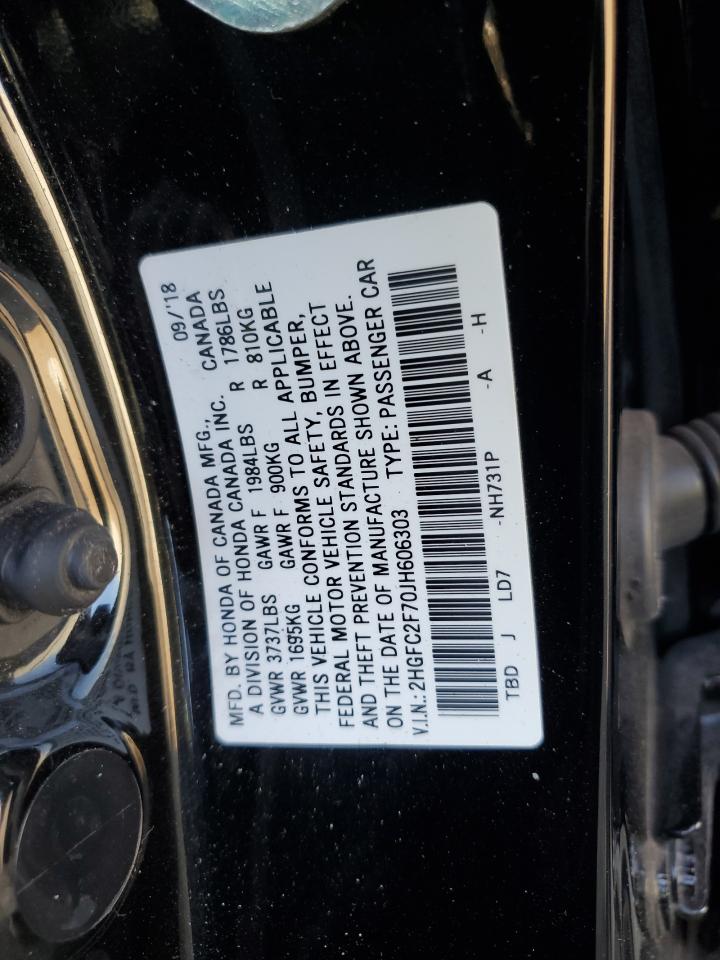 MFD. BY HONDA OF CANADA MFG., 09/18
A DIVISION OF HONDA CANADA INC. CANADA
GVWR 3737LBS GAWR F 1984LBS R 1786LBS
GVWR 1695KG GAWR F 900KG R 810KG
THIS VEHICLE CONFORMS TO ALL APPLICABLE
FEDERAL MOTOR VEHICLE SAFETY, BUMPER,
AND THEFT PREVENTION STANDARDS IN EFFECT
ON THE DATE OF MANUFACTURE SHOWN ABOVE.
V.I.N.: 2HGFC2F70JH606303 TYPE: PASSENGER CAR
TBD J LD7 -NH731P -A -H